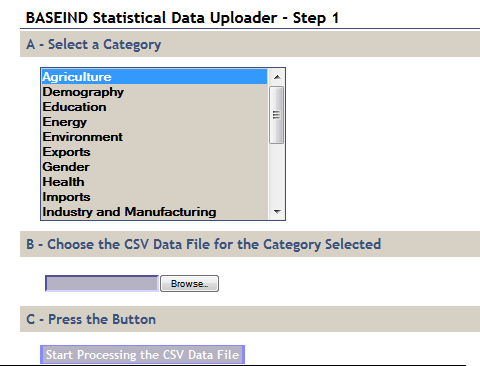 BASEIND Statistical Data Uploader - Step 1
A - Select a Category
Agriculture
Demography
Education
Energy
Environment
Exports
Gender
Health
Imports
Industry and Manufacturing
B - Choose the CSV Data File for the Category Selected
Browse...
C - Press the Button
Start Processing the CSV Data File